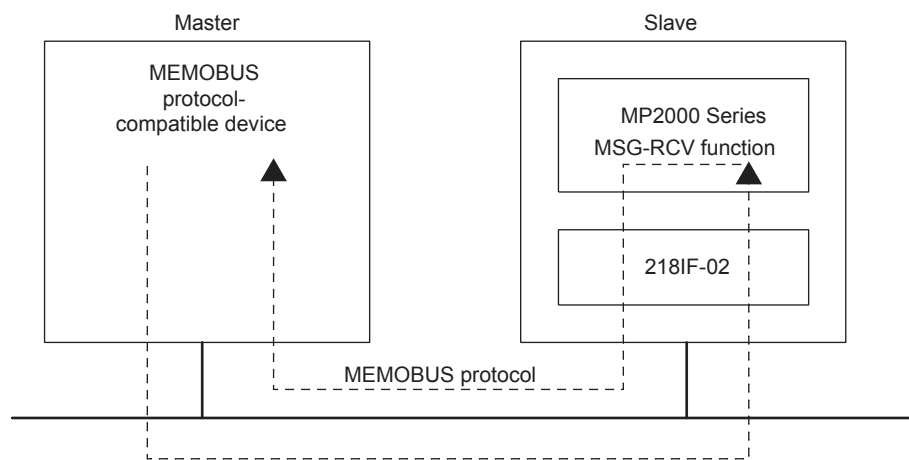 Master
Slave
MEMOBUS
protocol-
compatible device
MP2000 Series
MSG-RCV function
218IF-02
MEMOBUS protocol